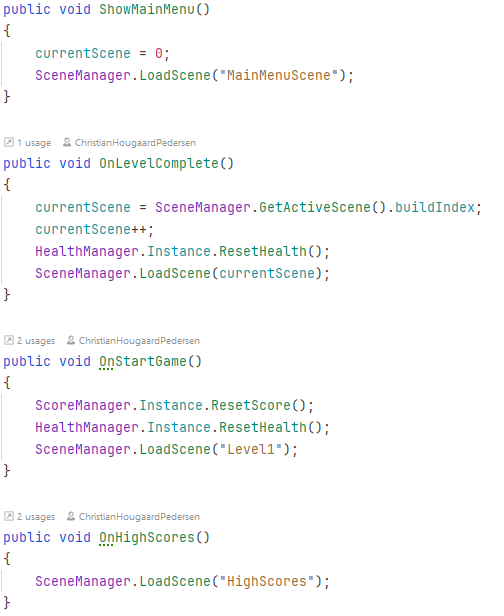 public void ShowMainMenu()
{
    currentScene = 0;
    SceneManager.LoadScene("MainMenuScene");
}
1 usage ChristianHougaardPedersen
public void OnLevelComplete()
{
    currentScene = SceneManager.GetActiveScene().buildIndex;
    currentScene++;
    HealthManager.Instance.ResetHealth();
    SceneManager.LoadScene(currentScene);
}
2 usages ChristianHougaardPedersen
public void OnStartGame()
{
    ScoreManager.Instance.ResetScore();
    HealthManager.Instance.ResetHealth();
    SceneManager.LoadScene("Level1");
}
2 usages ChristianHougaardPedersen
public void OnHighScores()
{
    SceneManager.LoadScene("HighScores");
}